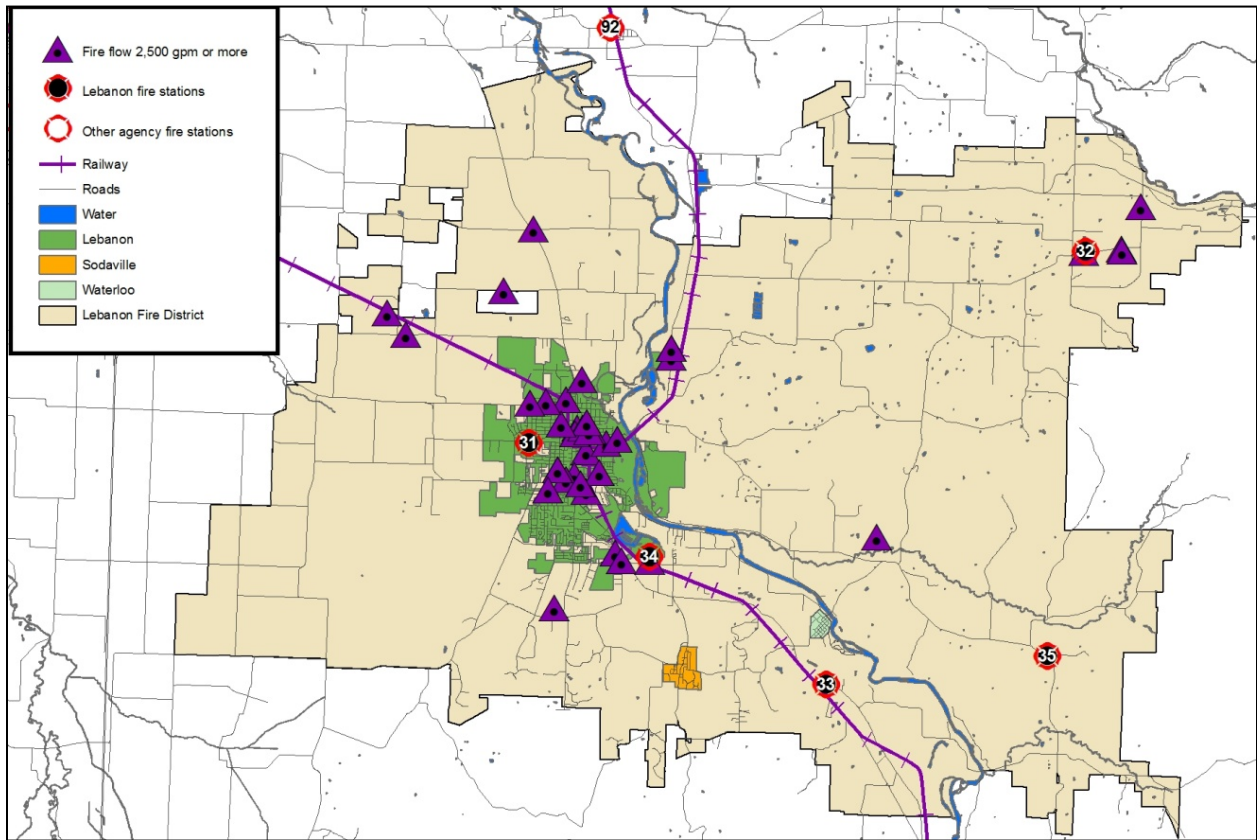 Fire flow 2,500 gpm or more
Lebanon fire stations
Other agency fire stations
Railway
Roads
Water
Lebanon
Sodaville
Waterloo
Lebanon Fire District
92
32
31
34
35
33